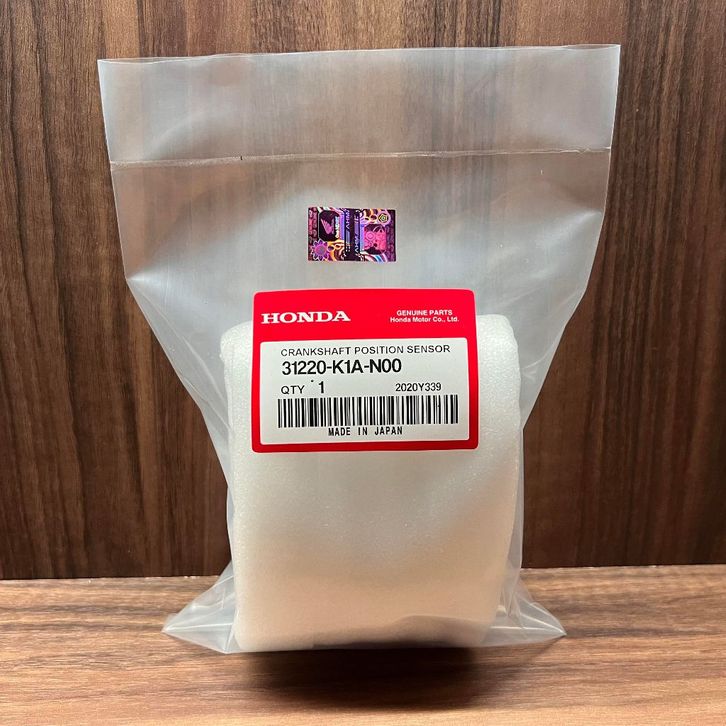 HONDA
GENUINE PARTS
Honda Motor Co., Ltd.
CRANKSHAFT POSITION SENSOR
31220-K1A-N00
QTY 1
2020Y339
MADE IN JAPAN